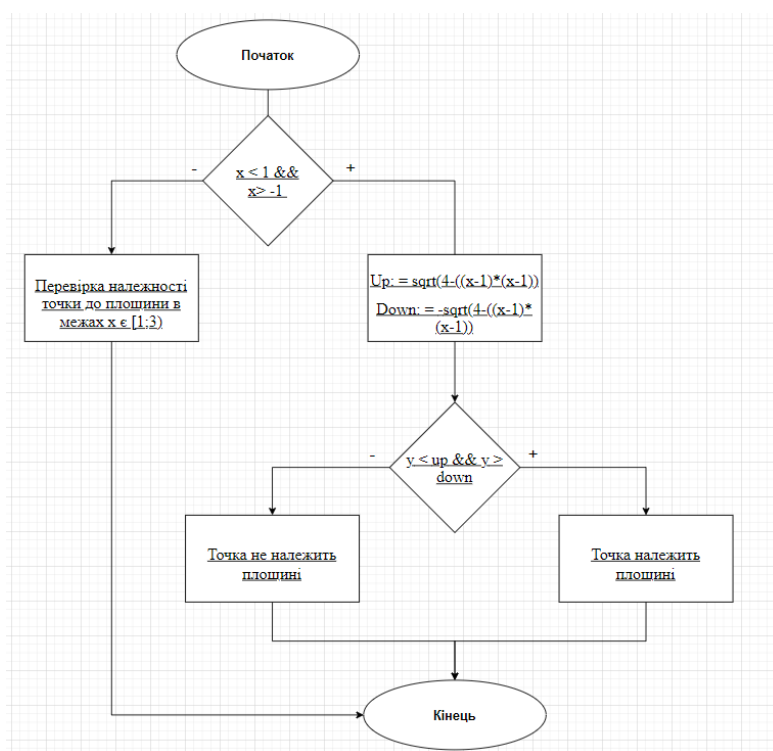 Початок
-
x < 1 &&
x> -1
+
Перевірка належності
точки до площини в
межах x є [1;3)
Up: = sqrt(4-((x-1)*(x-1))
Down: = -sqrt(4-((x-1)*
(x-1))
-
y < up && y >
down
+
Точка не належить
площині
Точка належить
площині
Кінець